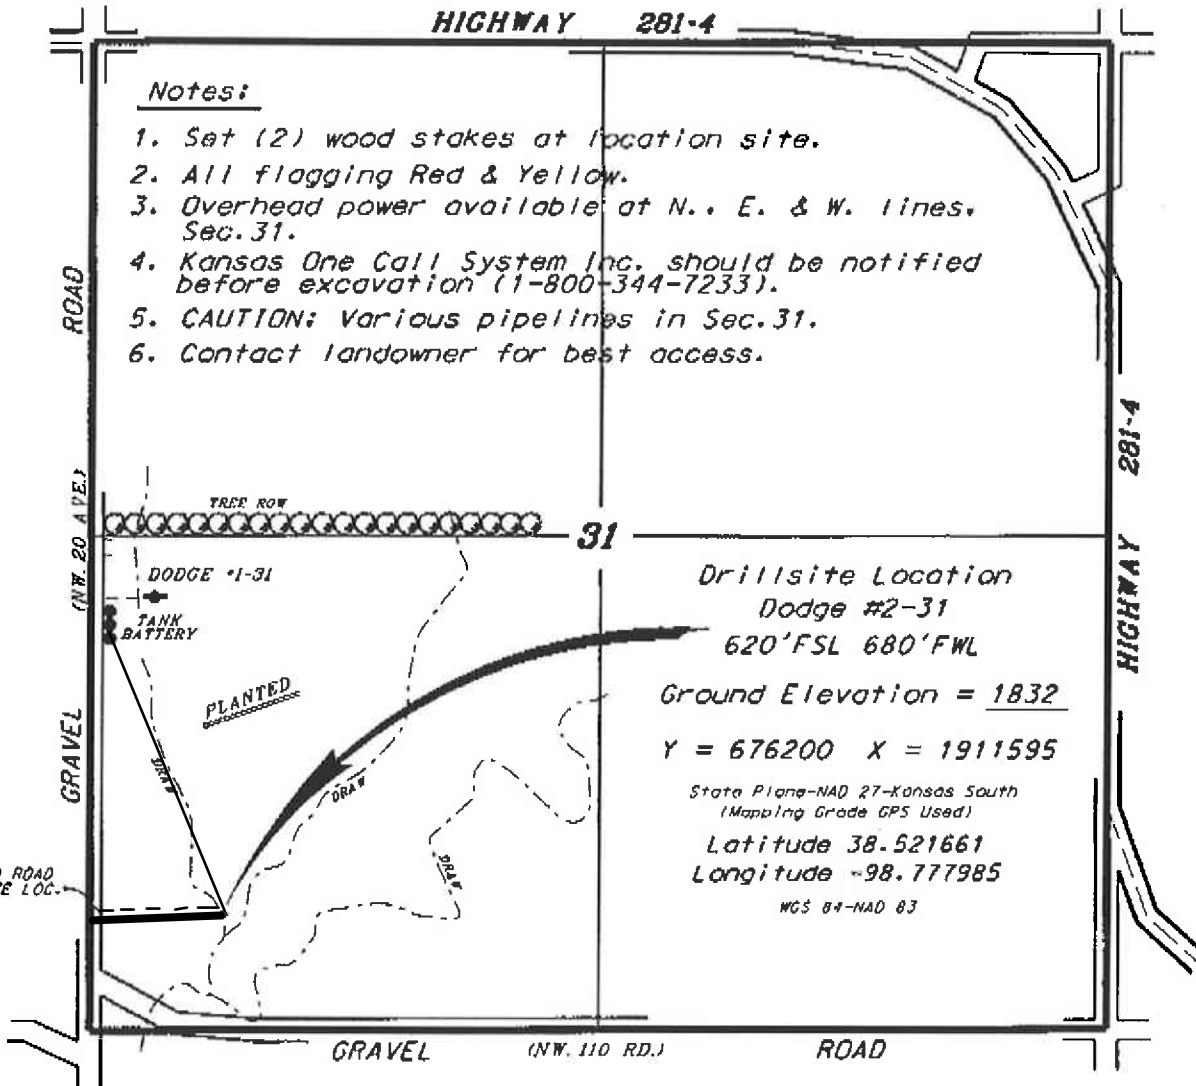 HIGHWAY 281-4
Notes:
1. Set (2) wood stakes at location site.
2. All flagging Red & Yellow.
3. Overhead power available at N., E. & W. lines,
Sec.31.
4. Kansas One Call System Inc. should be notified
before excavation (1-800-344-7233).
5. CAUTION: Various pipelines in Sec.31.
6. Contact landowner for best access.
ROAD
(NW. 20 AVE.)
GRAVEL
HIGHWAY 281-4
TREE ROW
31
DODGE #1-31
TANK
BATTERY
PLANTED
DRAW
DRAW
DRAW
Drillsite Location
Dodge #2-31
620'FSL 680'FWL
Ground Elevation = 1832
Y = 676200 X = 1911595
State Plane-NAD 27-Kansas South
(Mapping Grade GPS Used)
Latitude 38.521661
Longitude -98.777985
WGS 84-NAD 83
ROAD
LOC.
GRAVEL (NW. 110 RD.) ROAD